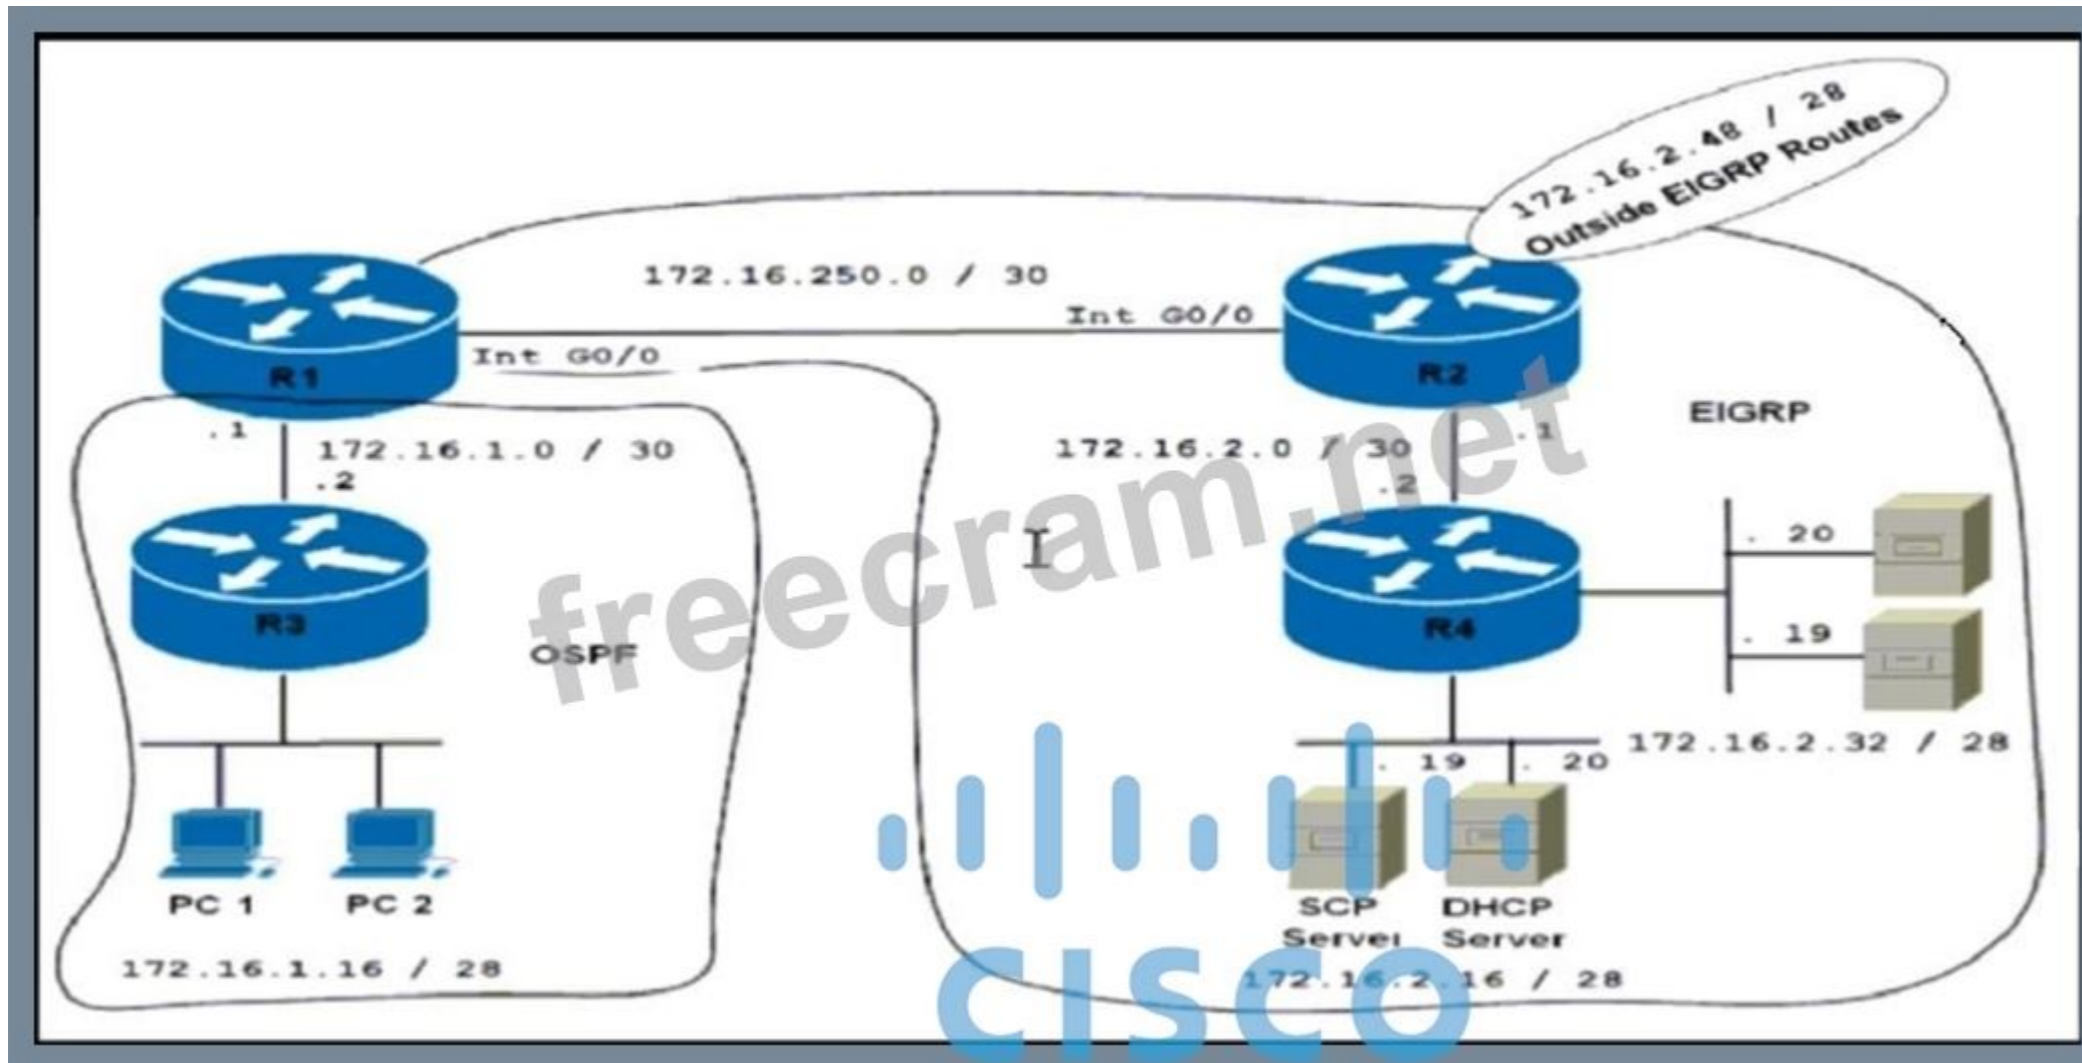 172.16.2.48 / 28
Outside EIGRP Routes
172.16.250.0 / 30
Int G0/0
Int G0/0
R1
R2
EIGRP
.1
172.16.1.0 / 30
.2
172.16.2.0 / 30
.1
.2
R3
OSPF
R4
. 20
. 19
freecram.net
172.16.2.32 / 28
. 19
. 20
PC 1
PC 2
SCP
Server
DHCP
Server
172.16.1.16 / 28
172.16.2.16 / 28
CISCO